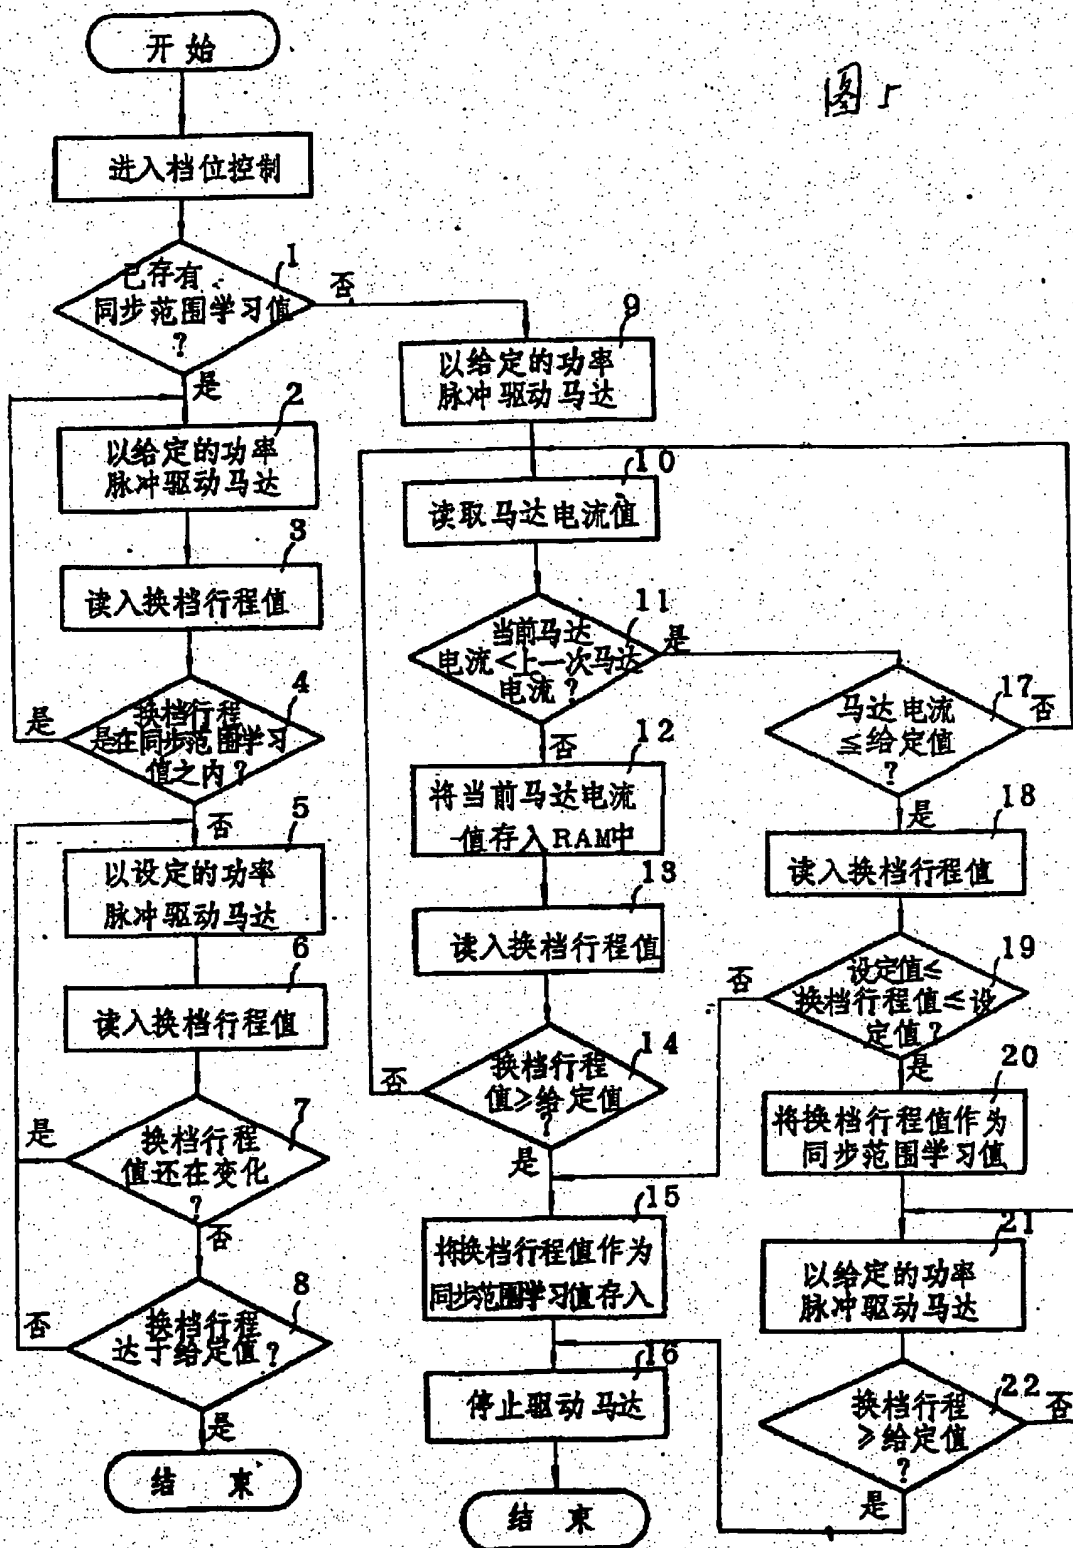 图5
开始
进入档位控制
1
已存有
同步范围学习值
?
否
是
2
以给定的功率
脉冲驱动马达
3
读入换档行程值
4
换档行程
是在同步范围学习
值之内?
是
否
5
以设定的功率
脉冲驱动马达
6
读入换档行程值
7
换档行程
值还在变化
?
是
否
8
换档行程
达于给定值?
否
是
结束
9
以给定的功率
脉冲驱动马达
10
读取马达电流值
11
当前马达
电流<上一次马达
电流?
是
否
12
将当前马达电流
值存入RAM中
13
读入换档行程值
14
换档行程
值≥给定值
?
否
是
15
将换档行程值作为
同步范围学习值存入
16
停止驱动马达
结束
17
马达电流
≤给定值
?
否
是
18
读入换档行程值
19
设定值≤
换档行程值≤设
定值?
否
是
20
将换档行程值作为
同步范围学习值
21
以给定的功率
脉冲驱动马达
22
换档行程
≥给定值
?
否
是